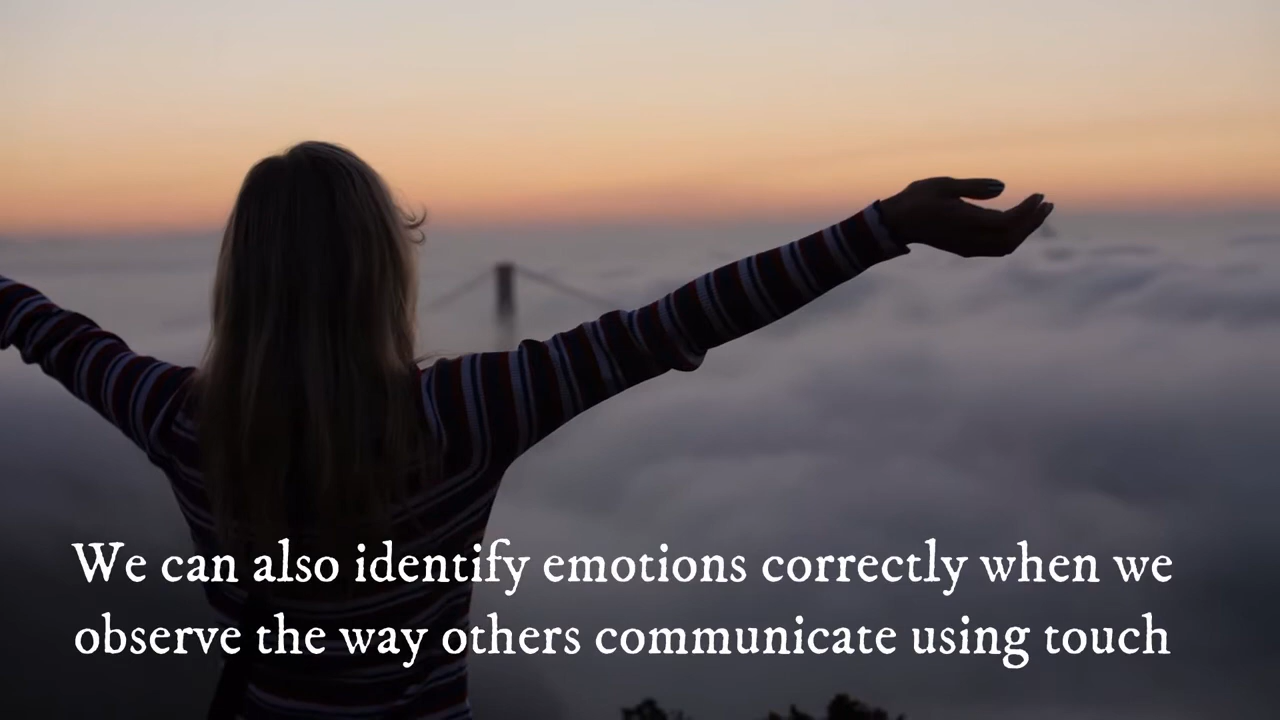 We can also identify emotions correctly when we
observe the way others communicate using touch